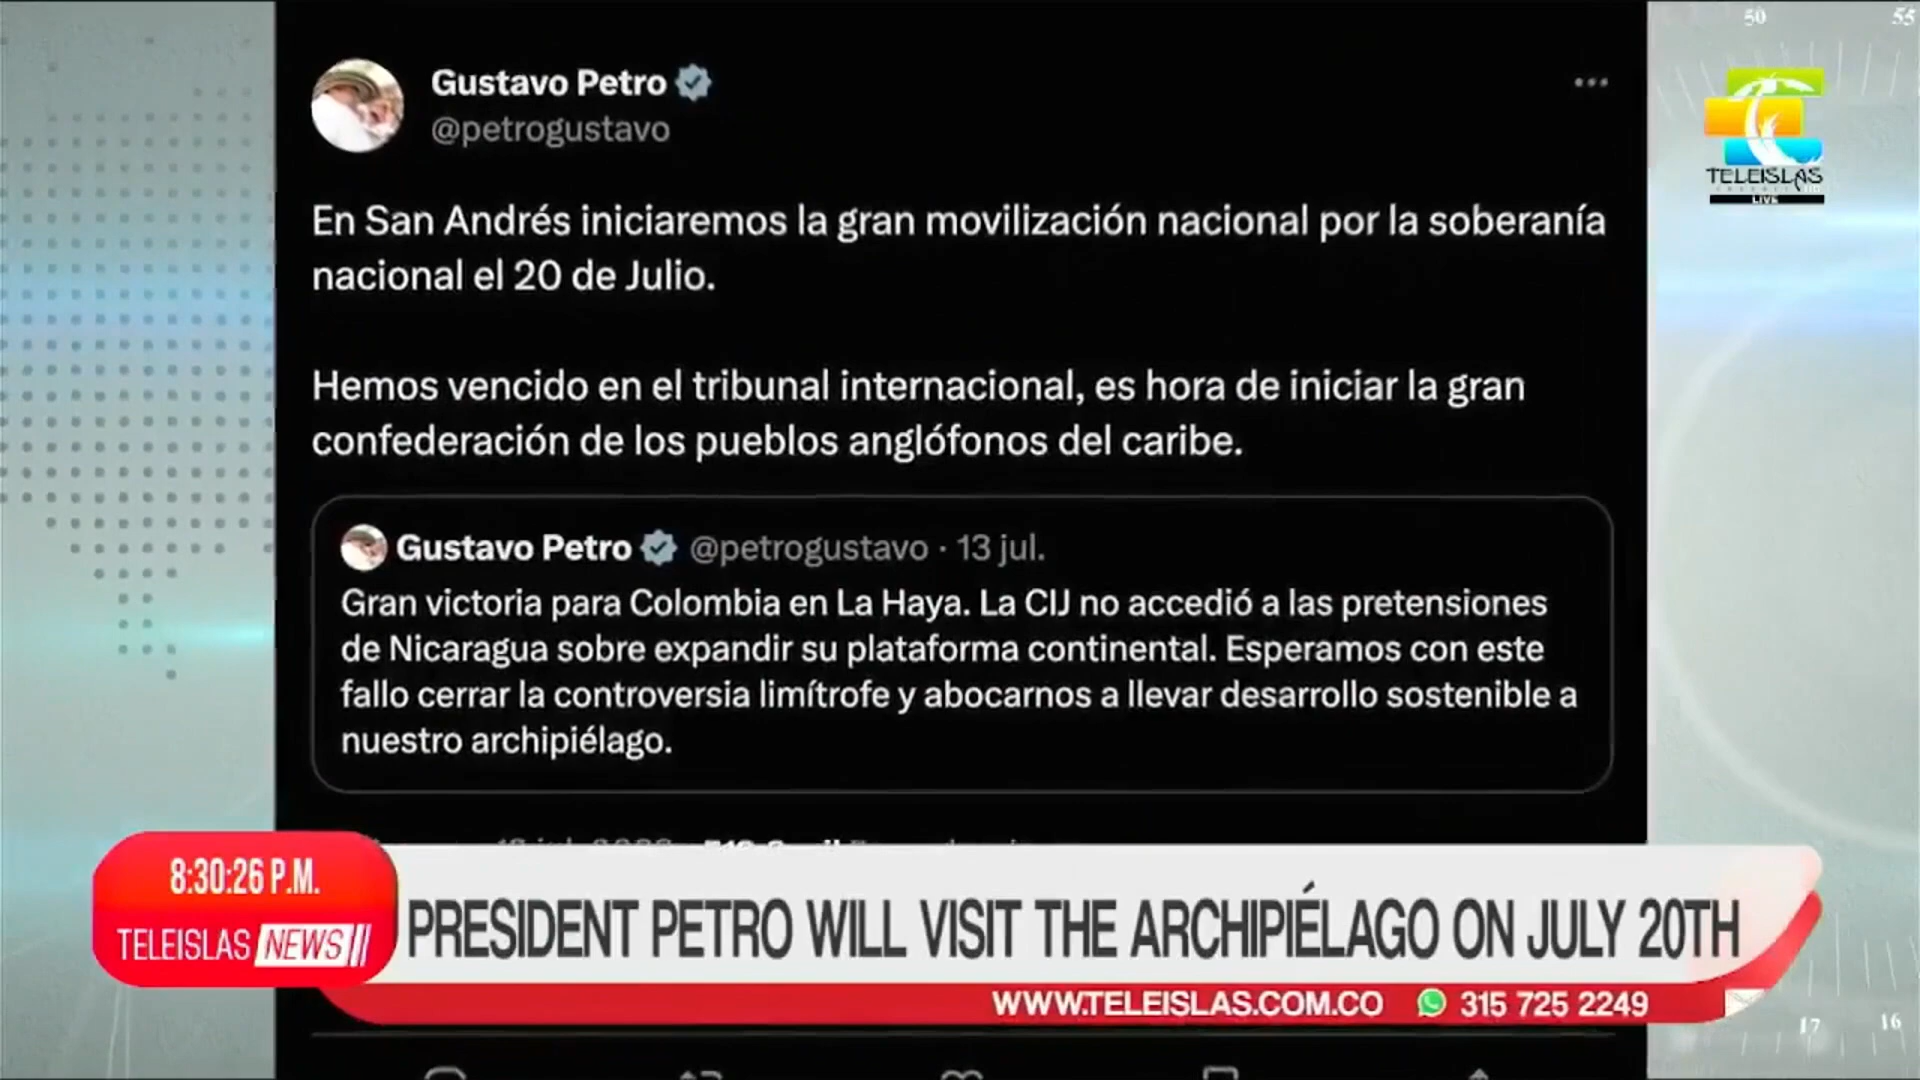 50 55
Gustavo Petro
@petrogustavo
TELEISLAS
LIVE
En San Andrés iniciaremos la gran movilización nacional por la soberanía
nacional el 20 de Julio.
Hemos vencido en el tribunal internacional, es hora de iniciar la gran
confederación de los pueblos anglófonos del caribe.
Gustavo Petro @petrogustavo · 13 jul.
Gran victoria para Colombia en La Haya. La CIJ no accedió a las pretensiones
de Nicaragua sobre expandir su plataforma continental. Esperamos con este
fallo cerrar la controversia limítrofe y abocarnos a llevar desarrollo sostenible a
nuestro archipiélago.
8:30:26 P.M.
TELEISLAS NEWS
PRESIDENT PETRO WILL VISIT THE ARCHIPIÉLAGO ON JULY 20TH
WWW.TELEISLAS.COM.CO 315 725 2249
17 16